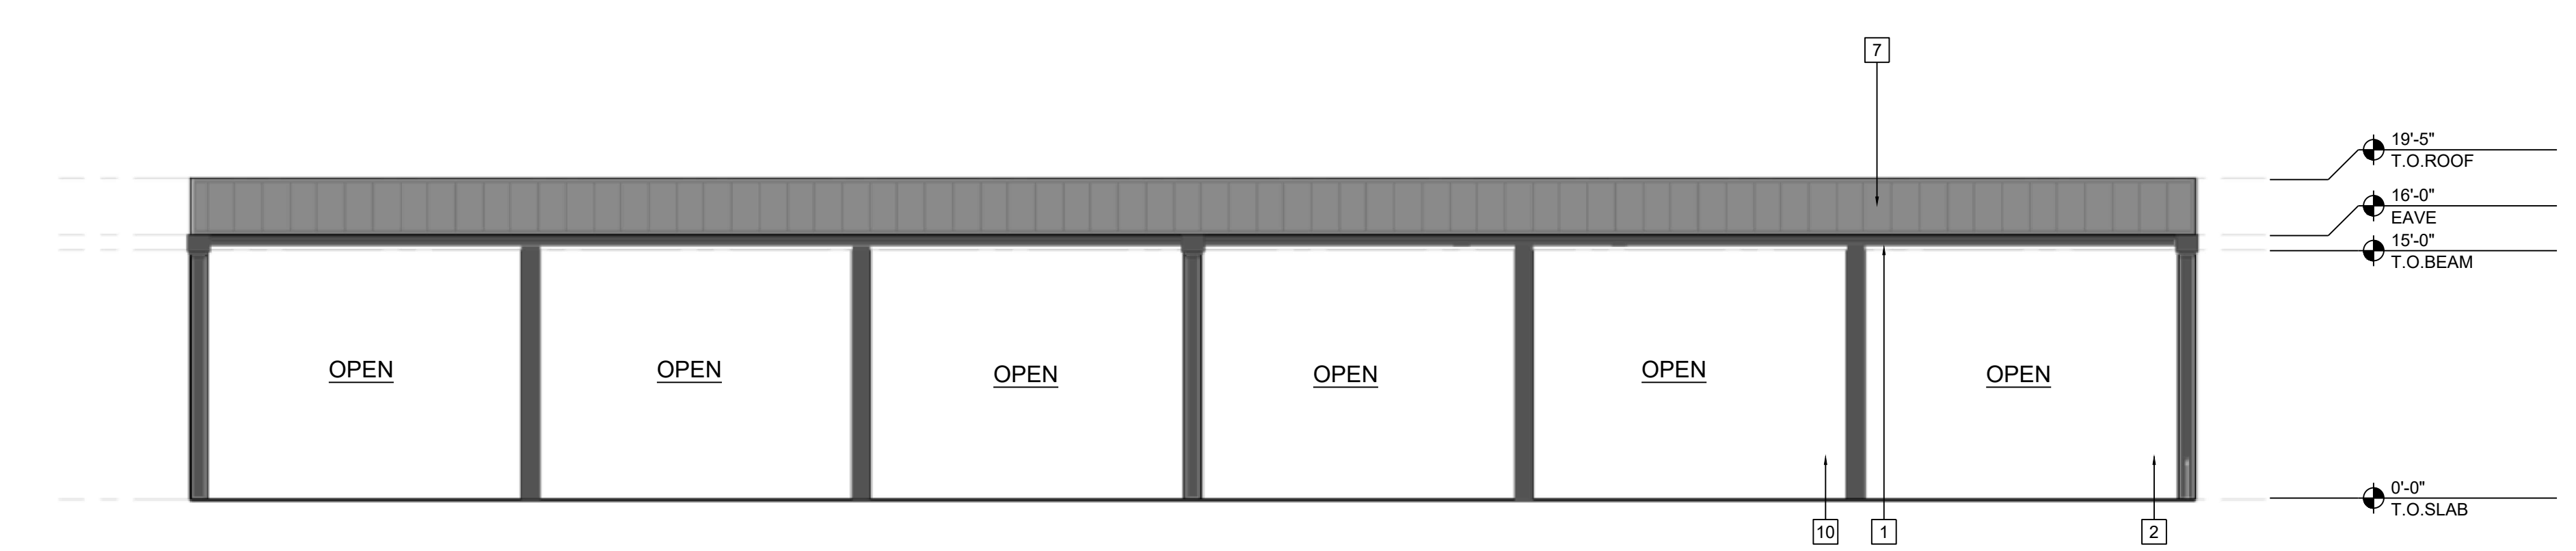 7
19'-5"
T.O.ROOF
16'-0"
EAVE
15'-0"
T.O.BEAM
OPEN
OPEN
OPEN
OPEN
OPEN
OPEN
0'-0"
T.O.SLAB
10
1
2